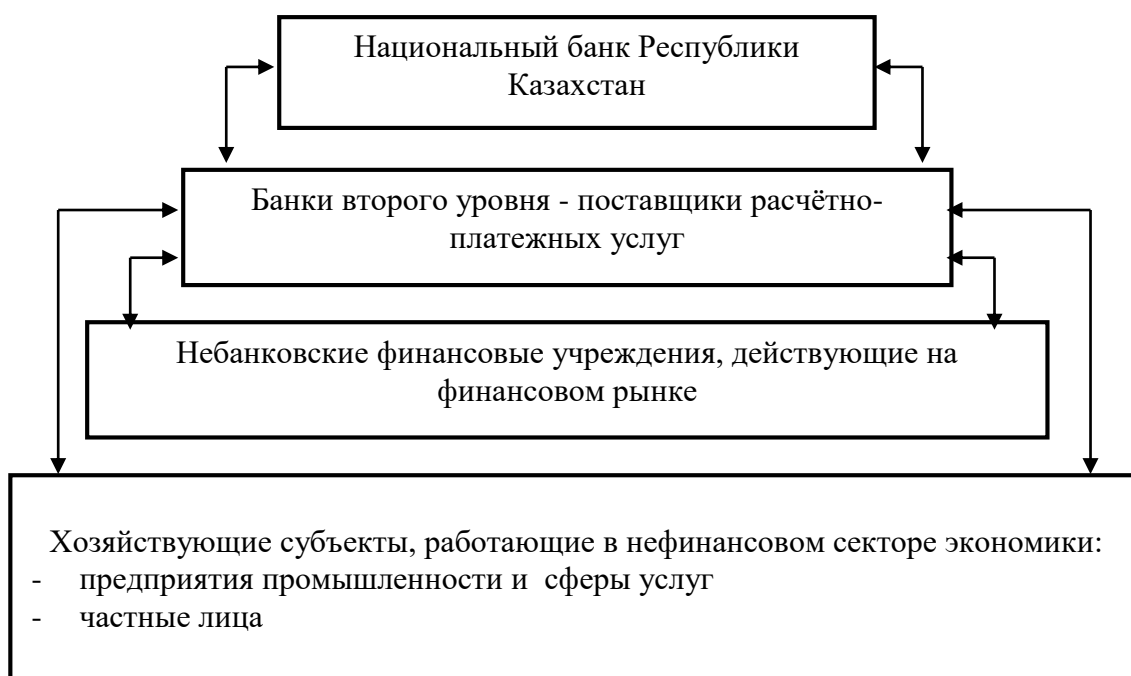 Национальный банк Республики
Казахстан
Банки второго уровня - поставщики расчётно-
платежных услуг
Небанковские финансовые учреждения, действующие на
финансовом рынке
Хозяйствующие субъекты, работающие в нефинансовом секторе экономики:
- предприятия промышленности и сферы услуг
- частные лица